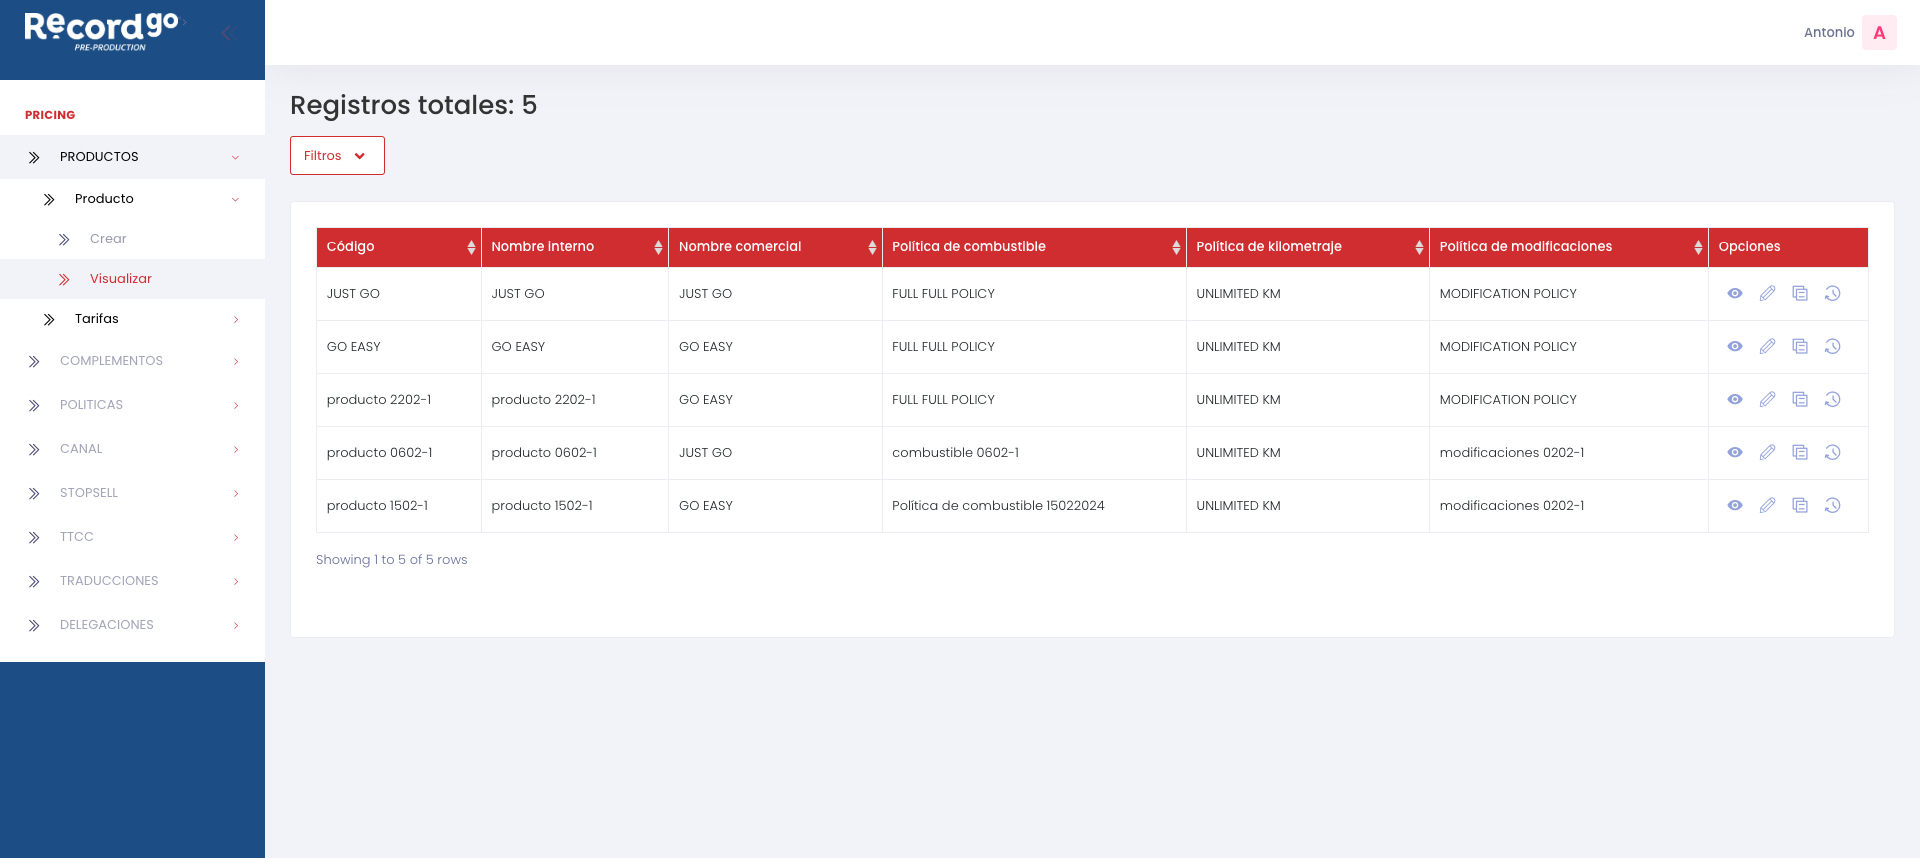 Recordgo
PRE-PRODUCTION
Antonio A
PRICING
PRODUCTOS
Producto
Crear
Visualizar
Tarifas
COMPLEMENTOS
POLITICAS
CANAL
STOPSELL
TTCC
TRADUCCIONES
DELEGACIONES
Registros totales: 5
Filtros
Código Nombre interno Nombre comercial Política de combustible Política de kilometraje Política de modificaciones Opciones
JUST GO JUST GO JUST GO FULL FULL POLICY UNLIMITED KM MODIFICATION POLICY
GO EASY GO EASY GO EASY FULL FULL POLICY UNLIMITED KM MODIFICATION POLICY
producto 2202-1 producto 2202-1 GO EASY FULL FULL POLICY UNLIMITED KM MODIFICATION POLICY
producto 0602-1 producto 0602-1 JUST GO combustible 0602-1 UNLIMITED KM modificaciones 0202-1
producto 1502-1 producto 1502-1 GO EASY Política de combustible 15022024 UNLIMITED KM modificaciones 0202-1
Showing 1 to 5 of 5 rows